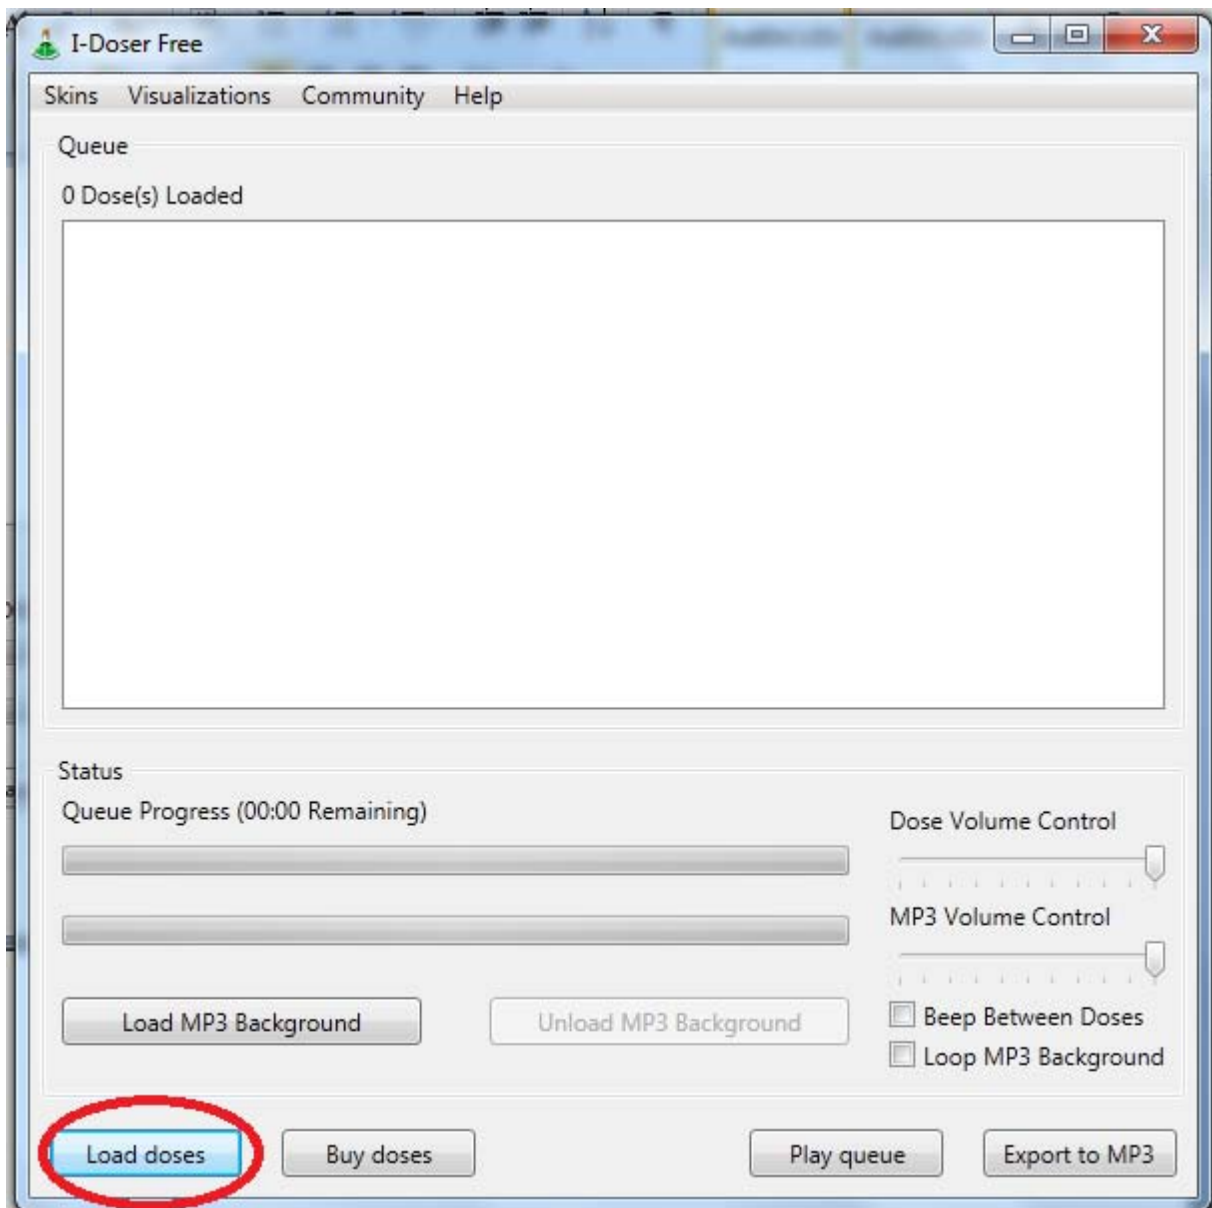 I-Doser Free
Skins Visualizations Community Help
Queue
0 Dose(s) Loaded
Status
Queue Progress (00:00 Remaining)
Dose Volume Control
MP3 Volume Control
Load MP3 Background Unload MP3 Background
Beep Between Doses
Loop MP3 Background
Load doses Buy doses Play queue Export to MP3